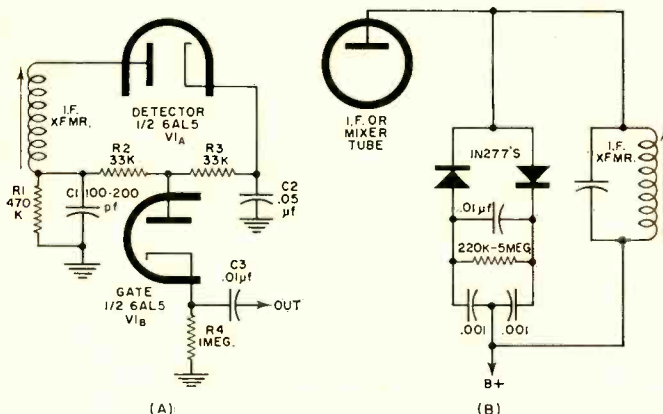 I.F.
XFMR.
DETECTOR
1/2 6AL5
V1A
R2
33K
R3
33K
R1
470
K
C1 100-200
pf
C2
.05
µf
GATE
1/2 6AL5
V1B
C3
.01µf
OUT
R4
1MEG.
(A)
I.F. OR
MIXER
TUBE
1N277'S
I.F.
XFMR.
.01µf
220K-5MEG
.001
.001
B+
(B)